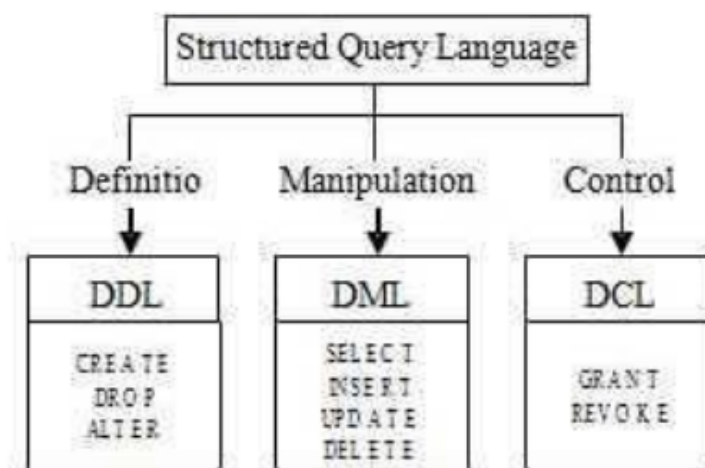 Structured Query Language
Definitio
Manipulation
Control
DDL
DML
DCL
CREATE
DROP
ALTER
SELECT
INSERT
UPDATE
DELETE
GRANT
REVOKE